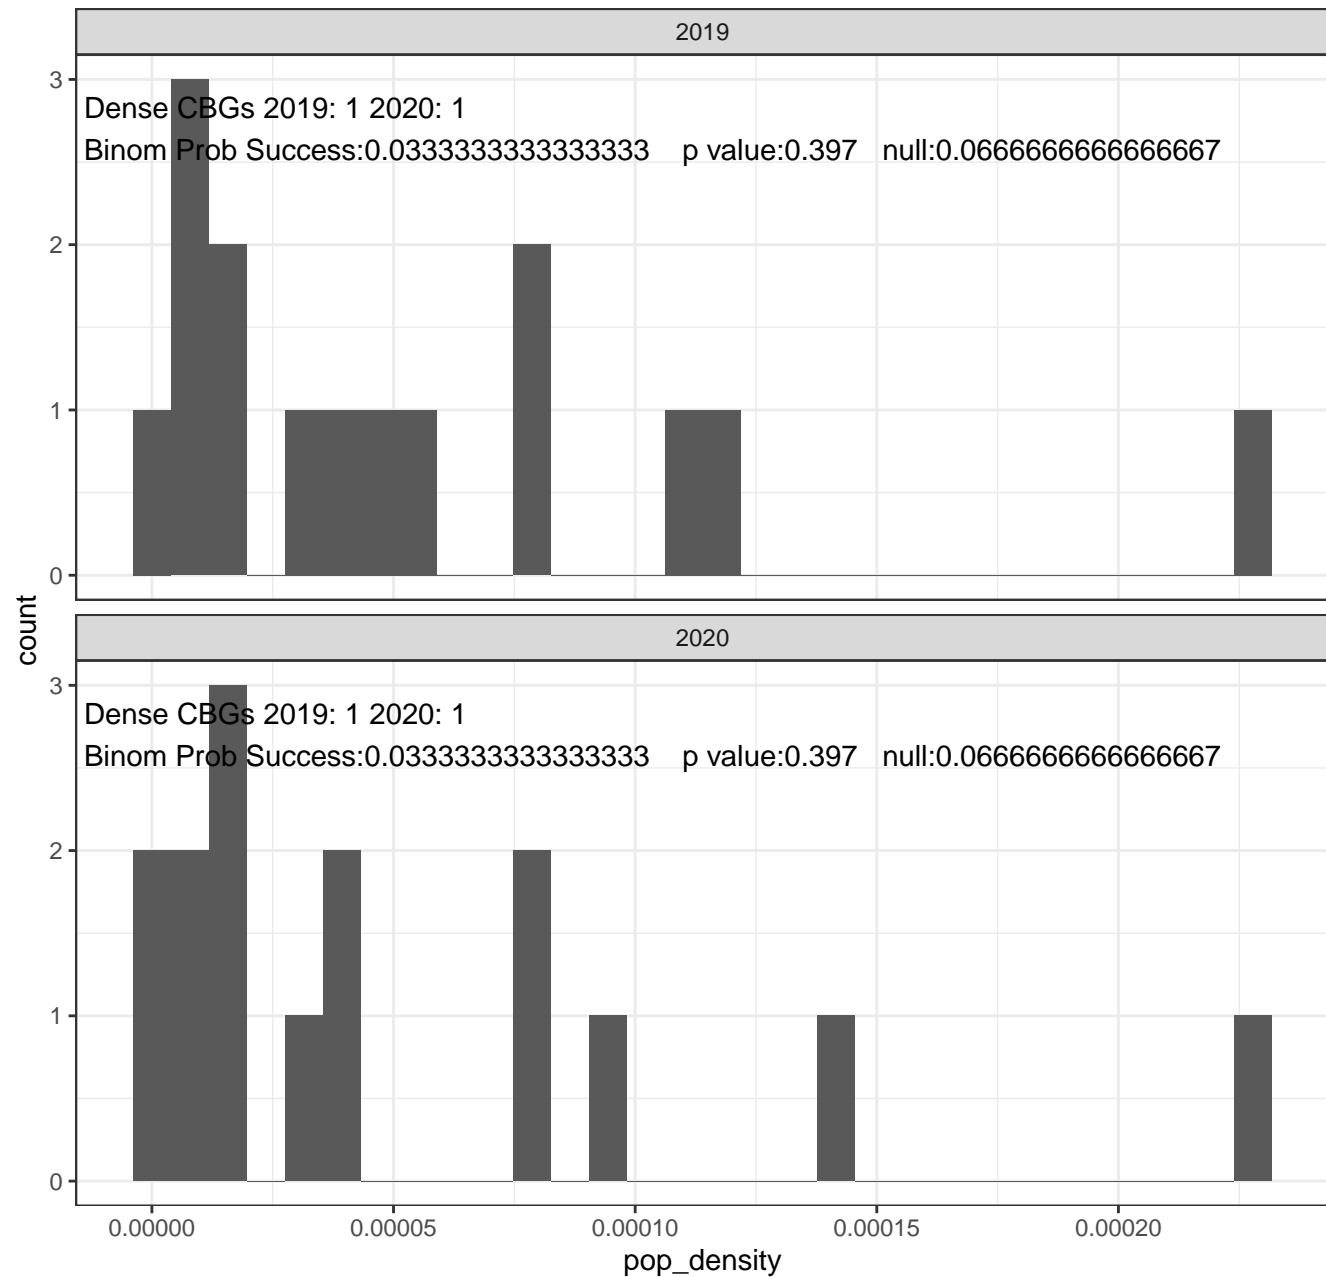 2019
3
Dense CBGs 2019: 1 2020: 1
Binom Prob Success:0.0333333333333333 p value:0.397 null:0.0666666666666667
2
1
0
count
2020
3
Dense CBGs 2019: 1 2020: 1
Binom Prob Success:0.0333333333333333 p value:0.397 null:0.0666666666666667
2
1
0
0.00000 0.00005 0.00010 0.00015 0.00020
pop_density